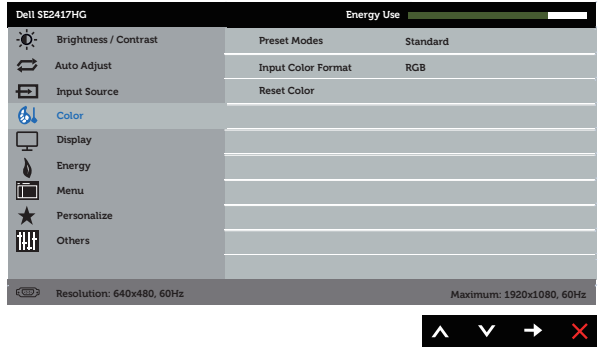 Dell SE2417HG Energy Use
Brightness / Contrast Preset Modes Standard
Auto Adjust Input Color Format RGB
Input Source Reset Color
Color
Display
Energy
Menu
Personalize
Others
Resolution: 640x480, 60Hz Maximum: 1920x1080, 60Hz